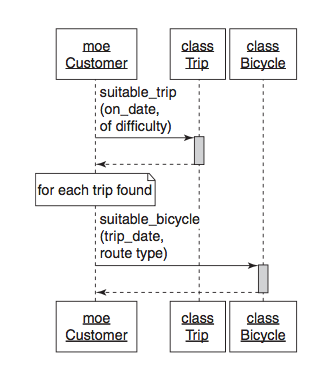 moe
Customer
class
Trip
class
Bicycle
suitable_trip
(on_date,
of difficulty)
for each trip found
suitable_bicycle
(trip_date,
route type)
moe
Customer
class
Trip
class
Bicycle